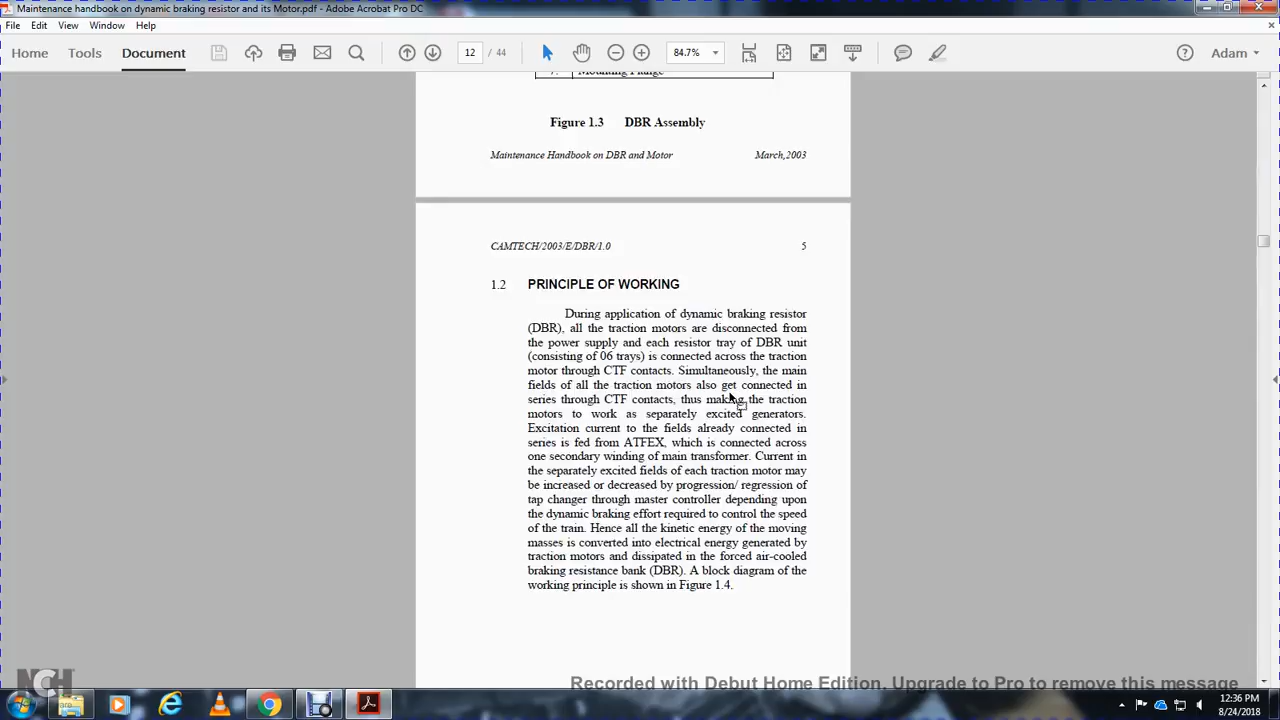 Maintenance handbook on dynamic braking resistor and its Motor.pdf - Adobe Acrobat Pro DC
File Edit View Window Help
Home Tools Document 12 / 44 84.7% Adam
Mounting Flange
Figure 1.3 DBR Assembly
Maintenance Handbook on DBR and Motor March,2003
CAMTECH/2003/E/DBR/1.0 5
1.2 PRINCIPLE OF WORKING
During application of dynamic braking resistor
(DBR), all the traction motors are disconnected from
the power supply and each resistor tray of DBR unit
(consisting of 06 trays) is connected across the traction
motor through CTF contacts. Simultaneously, the main
fields of all the traction motors also get connected in
series through CTF contacts, thus making the traction
motors to work as separately excited generators.
Excitation current to the fields already connected in
series is fed from ATFEX, which is connected across
one secondary winding of main transformer. Current in
the separately excited fields of each traction motor may
be increased or decreased by progression/ regression of
tap changer through master controller depending upon
the dynamic braking effort required to control the speed
of the train. Hence all the kinetic energy of the moving
masses is converted into electrical energy generated by
traction motors and dissipated in the forced air-cooled
braking resistance bank (DBR). A block diagram of the
working principle is shown in Figure 1.4.
NCH
Recorded with Debut Home Edition. Upgrade to Pro to remove this message
12:36 PM
8/24/2018